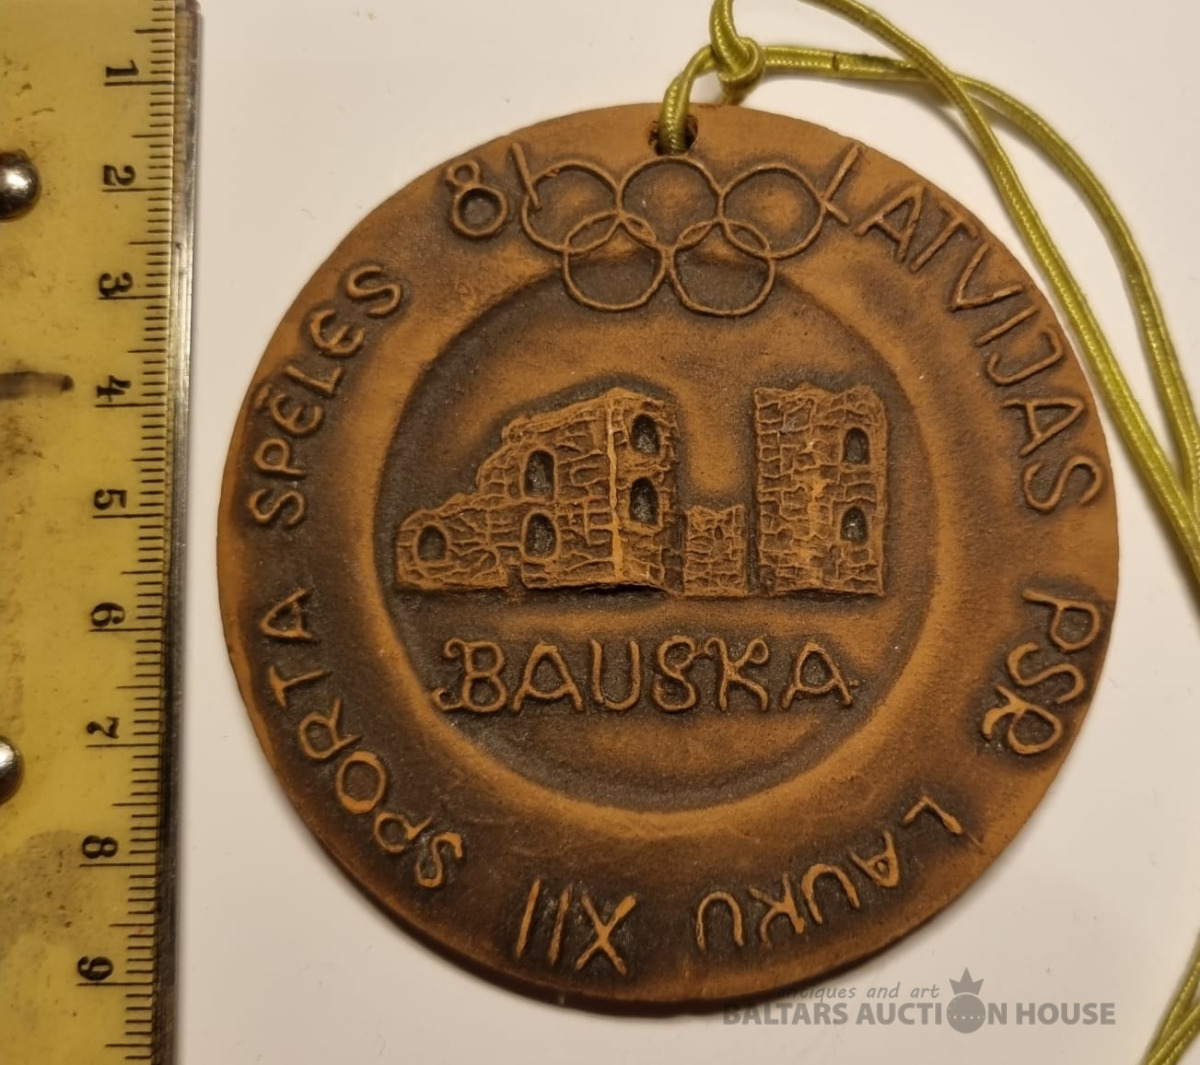 LATVIJAS PSR LAUKU XII SPORTA SPĒLES 81
BAUSKA
1
2
3
4
5
6
7
8
9
antiques and art
BALTARS AUCTION HOUSE